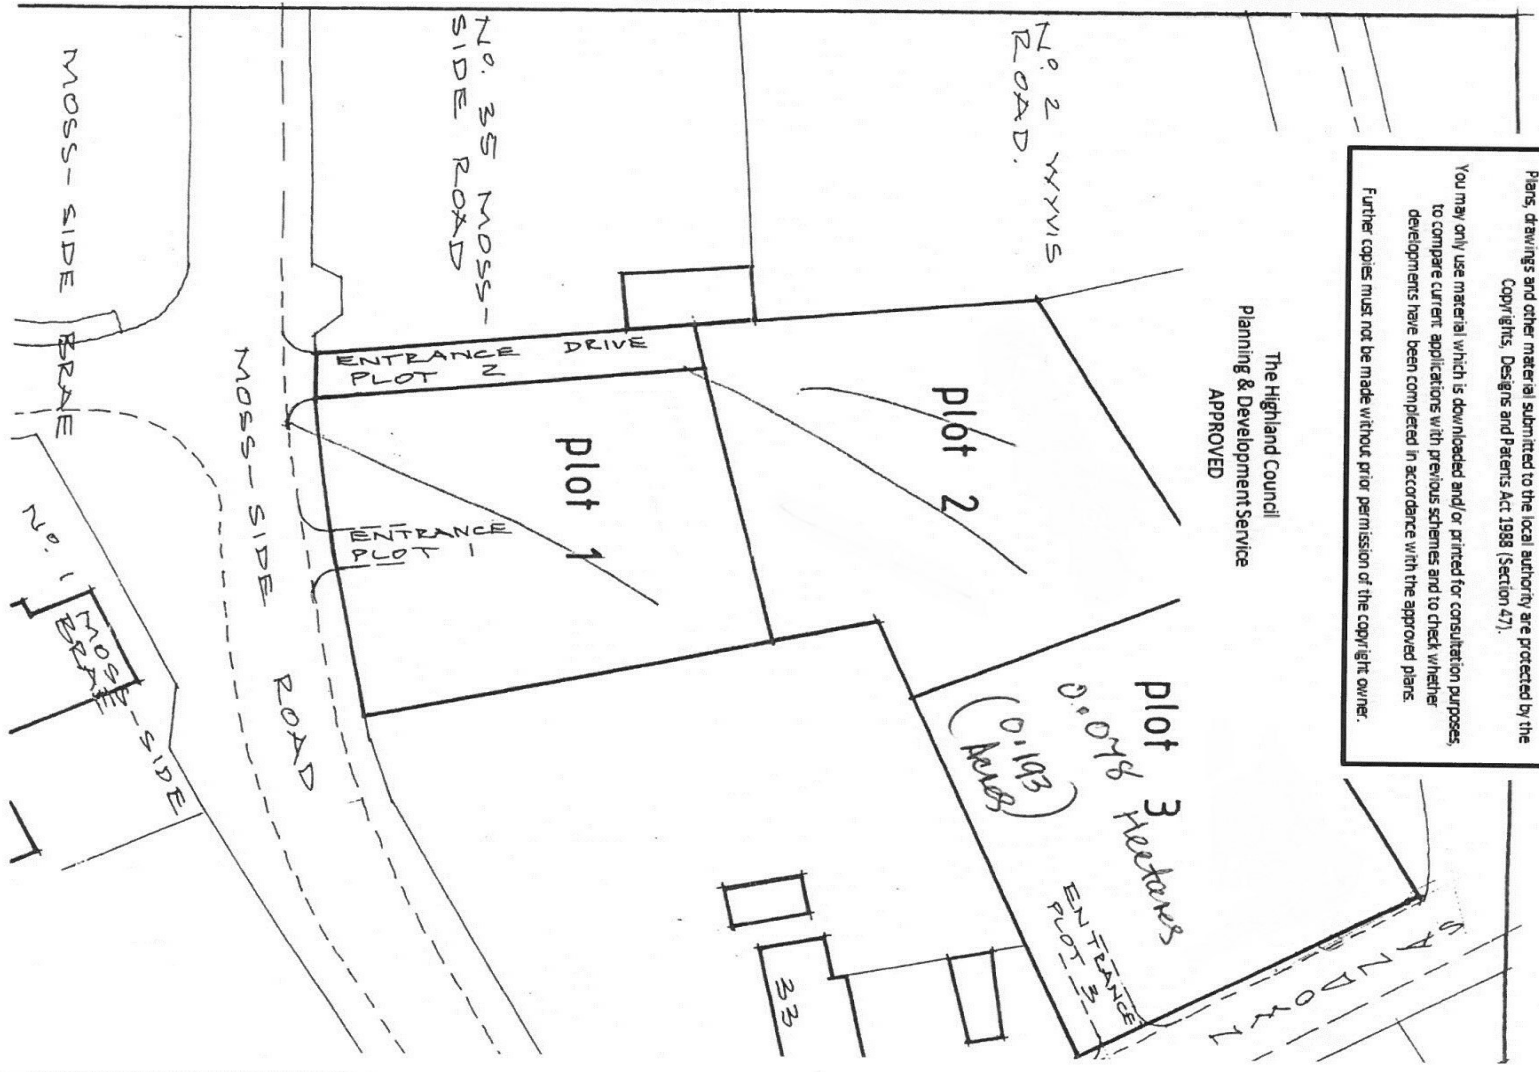 Plans, drawings and other material submitted to the local authority are protected by the
Copyrights, Designs and Patents Act 1988 (Section 47).
You may only use material which is downloaded and/or printed for consultation purposes,
to compare current applications with previous schemes and to check whether
developments have been completed in accordance with the approved plans.
Further copies must not be made without prior permission of the copyright owner.
The Highland Council
Planning & Development Service
APPROVED
No. 2 WYVIS
ROAD.
No. 35 MOSS-
SIDE ROAD
MOSS-SIDE BRAE
ENTRANCE DRIVE
PLOT 2
plot 2
plot 1
ENTRANCE
PLOT 1
MOSS-SIDE ROAD
No. 1 MOSS-SIDE
BRAE
plot 3
0.078 Hectares
(0.193
Acres)
ENTRANCE
PLOT 3
SANDOWN
33